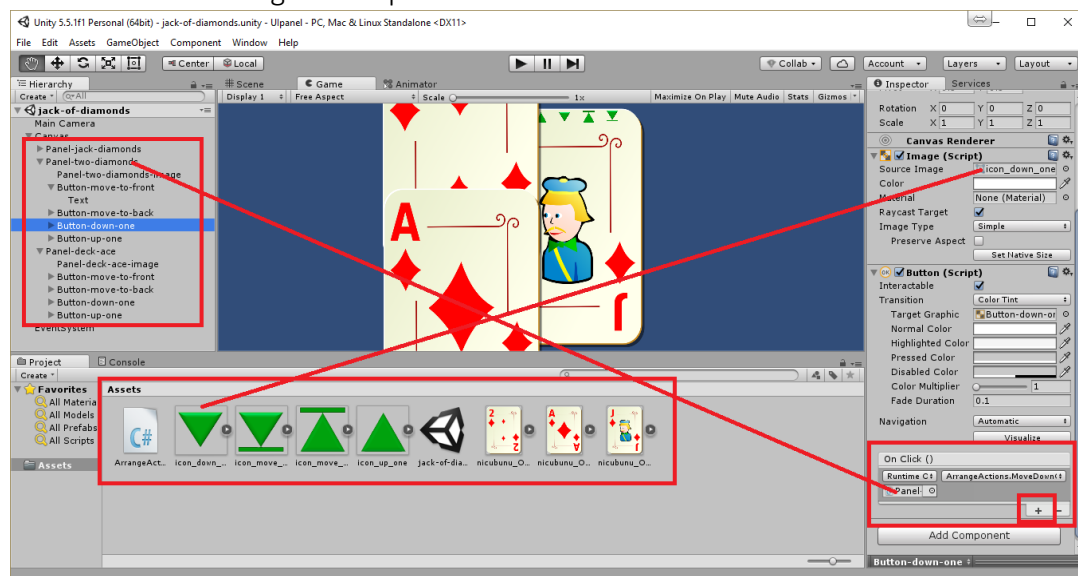 Unity 5.5.1f1 Personal (64bit) - jack-of-diamonds.unity - UIpanel - PC, Mac & Linux Standalone <DX11>
File Edit Assets GameObject Component Window Help
Center Local Collab Account Layers Layout
Hierarchy
Create Q▾All
jack-of-diamonds
Main Camera
Canvas
Panel-jack-diamonds
Panel-two-diamonds
Panel-two-diamonds-image
Button-move-to-front
Text
Button-move-to-back
Button-down-one
Button-up-one
Panel-deck-ace
Panel-deck-ace-image
Button-move-to-front
Button-move-to-back
Button-down-one
Button-up-one
EventSystem
Scene Game Animator
Display 1 Free Aspect Scale 1x Maximize On Play Mute Audio Stats Gizmos
A
J
Inspector Services
Rotation X 0 Y 0 Z 0
Scale X 1 Y 1 Z 1
Canvas Renderer
Image (Script)
Source Image icon_down_one
Color
Material None (Material)
Raycast Target
Image Type Simple
Preserve Aspect
Set Native Size
Button (Script)
Interactable
Transition Color Tint
Target Graphic Button-down-or
Normal Color
Highlighted Color
Pressed Color
Disabled Color
Color Multiplier 1
Fade Duration 0.1
Navigation Automatic
Visualize
On Click ()
Runtime C ArrangeActions.MoveDown(
Panel-
+ -
Add Component
Button-down-one
Project Console
Create
Favorites
All Materia
All Models
All Prefabs
All Scripts
Assets
Assets
C#
2 A J
ArrangeAct... icon_down_... icon_move_... icon_move_... icon_up_one jack-of-dia... nicubunu_O... nicubunu_O... nicubunu_O...